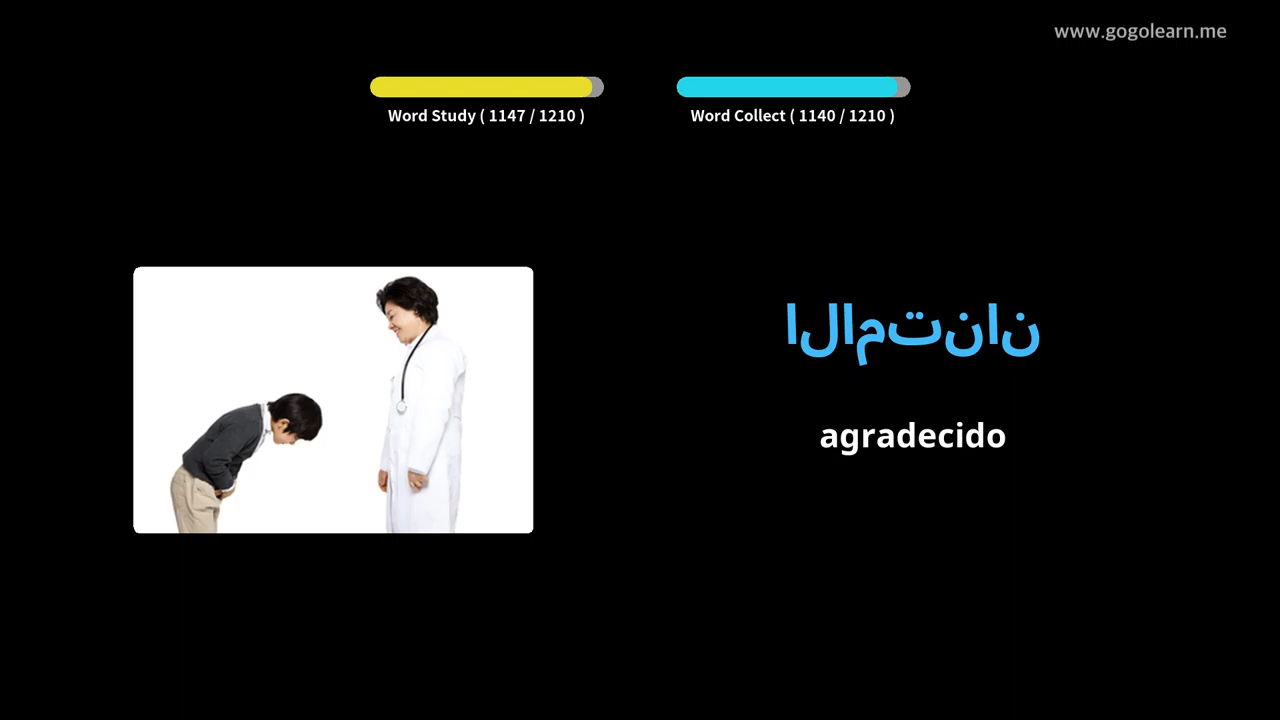 www.gogolearn.me
Word Study ( 1147 / 1210 )
Word Collect ( 1140 / 1210 )
الامتنان
agradecido